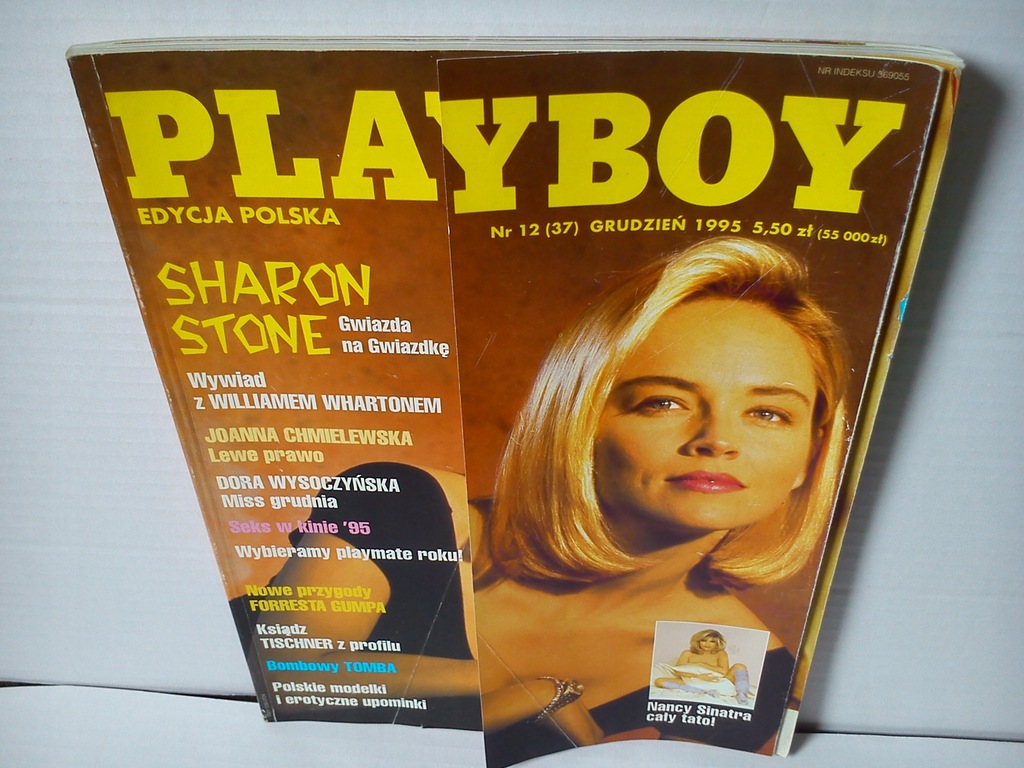 NR INDEKSU 369055
PLAYBOY
EDYCJA POLSKA
Nr 12 (37) GRUDZIEŃ 1995 5,50 zł (55 000zł)
SHARON
STONE
Gwiazda
na Gwiazdkę
Wywiad
z WILLIAMEM WHARTONEM
JOANNA CHMIELEWSKA
Lewe prawo
DORA WYSOCZYŃSKA
Miss grudnia
Seks w kinie '95
Wybieramy playmate roku!
Nowe przygody
FORRESTA GUMPA
Ksiądz
TISCHNER z profilu
Bombowy TOMBA
Polskie modelki
i erotyczne upominki
Nancy Sinatra
cały tato!